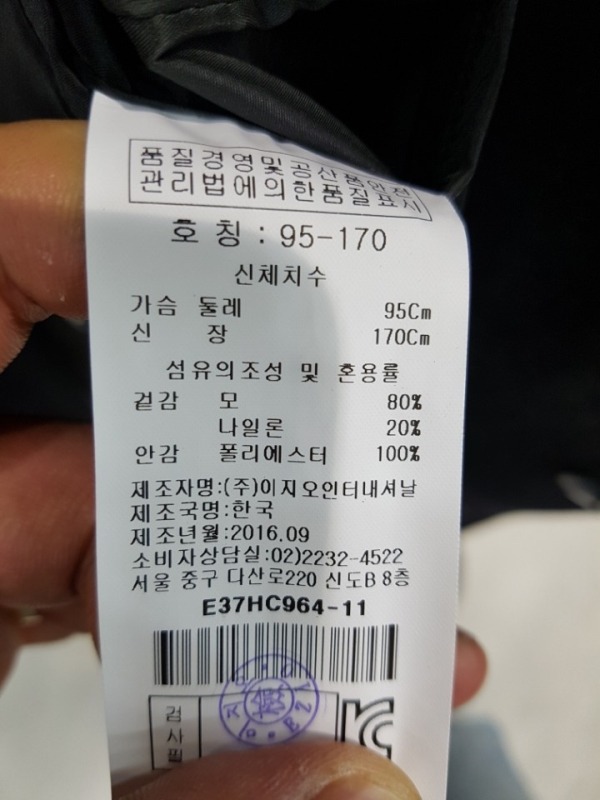 품질경영및공산품안전
관리법에의한품질표시
호 칭 : 95-170
신체치수
가슴 둘레 95Cm
신 장 170Cm
섬유의조성 및 혼용률
겉감 모 80%
나일론 20%
안감 폴리에스터 100%
제조자명:(주)이지오인터내셔날
제조국명:한국
제조년월:2016.09
소비자상담실:02)2232-4522
서울 중구 다산로220 신도B 8층
E37HC964-11
검사필